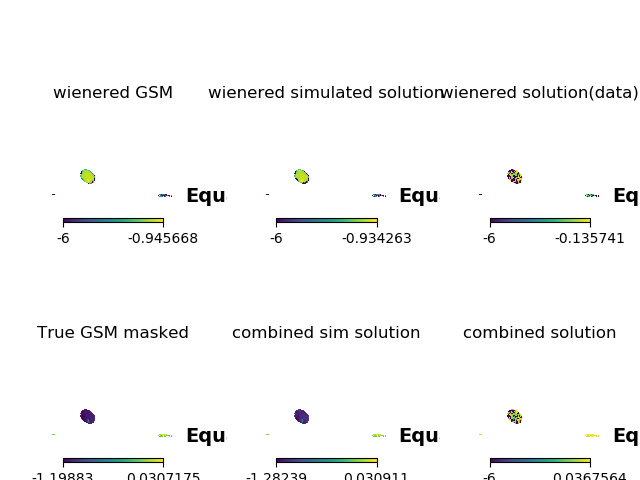 wienered GSM
wienered simulated solution
wienered solution(data)
Equ
Equ
Eq
-6
-0.945668
-6
-0.934263
-6
-0.135741
True GSM masked
combined sim solution
combined solution
Equ
Equ
Eq
-1.19883
0.0307175
-1.28239
0.030911
-6
0.0367564